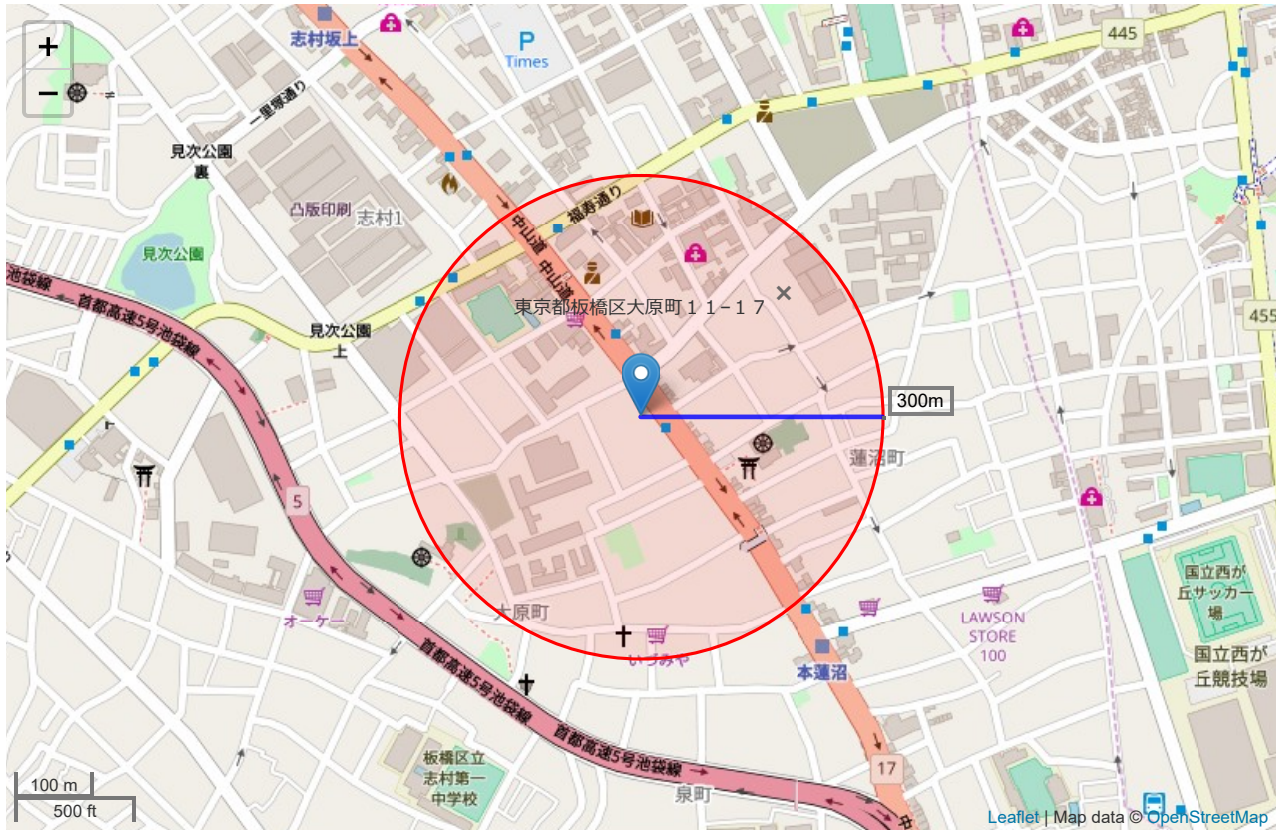 +
−
志村坂上
P
Times
445
一里塚通り
見次公園
裏
凸版印刷
志村1
福寿通り
中山道
中山道
見次公園
池袋線
首都高速5号池袋線
見次公園
上
東京都板橋区大原町１１−１７
455
300m
蓮沼町
5
オーケー
大原町
いづみや
LAWSON
STORE
100
国立西が
丘サッカー
場
国立西が
丘競技場
本蓮沼
首都高速5号池袋線
首都高速5号池袋線
板橋区立
志村第一
中学校
泉町
17
中
100 m
500 ft
Leaflet | Map data © OpenStreetMap